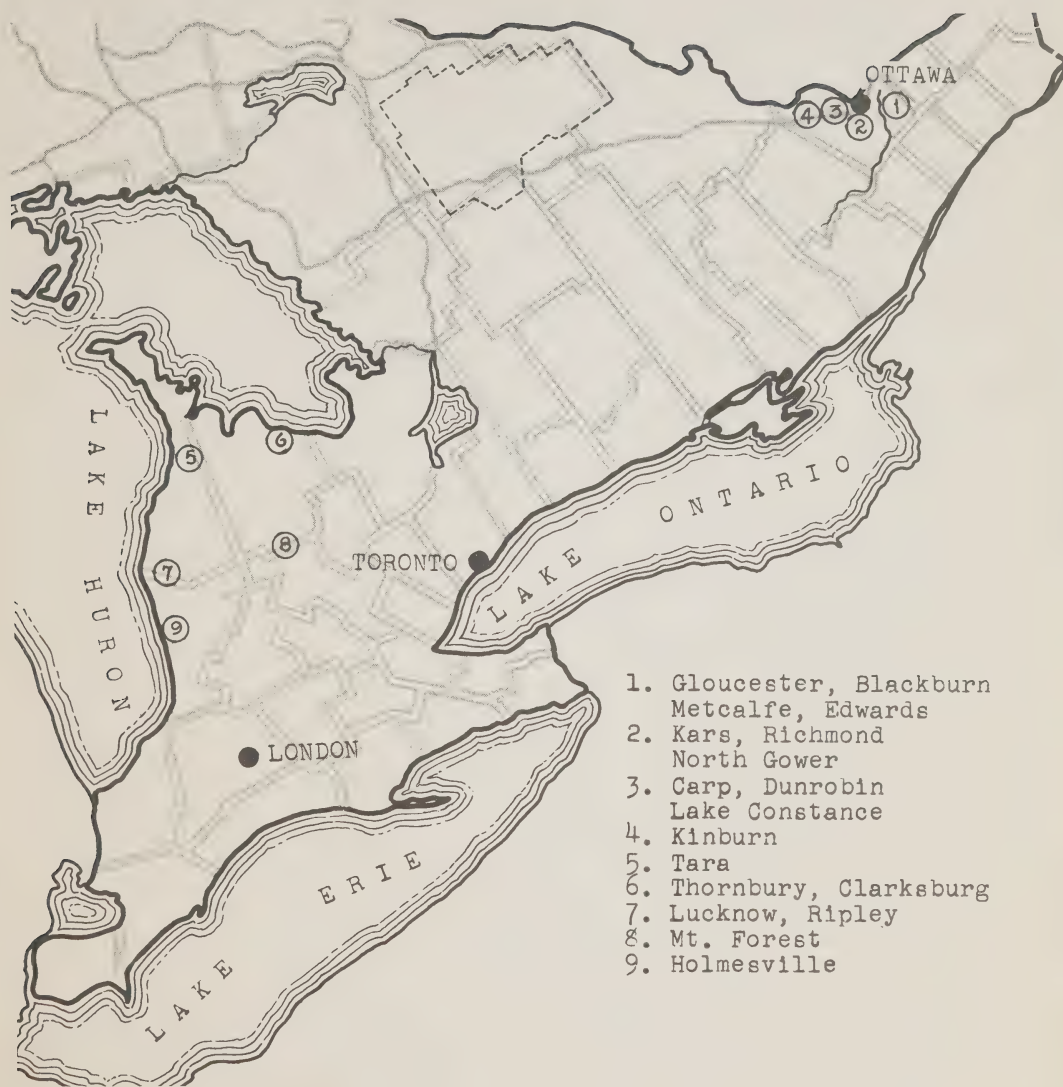 OTTAWA
4
3
2
1
LAKE HURON
5
6
LAKE ONTARIO
8
TORONTO
7
9
LONDON
LAKE ERIE
1. Gloucester, Blackburn
Metcalfe, Edwards
2. Kars, Richmond
North Gower
3. Carp, Dunrobin
Lake Constance
4. Kinburn
5. Tara
6. Thornbury, Clarksburg
7. Lucknow, Ripley
8. Mt. Forest
9. Holmesville